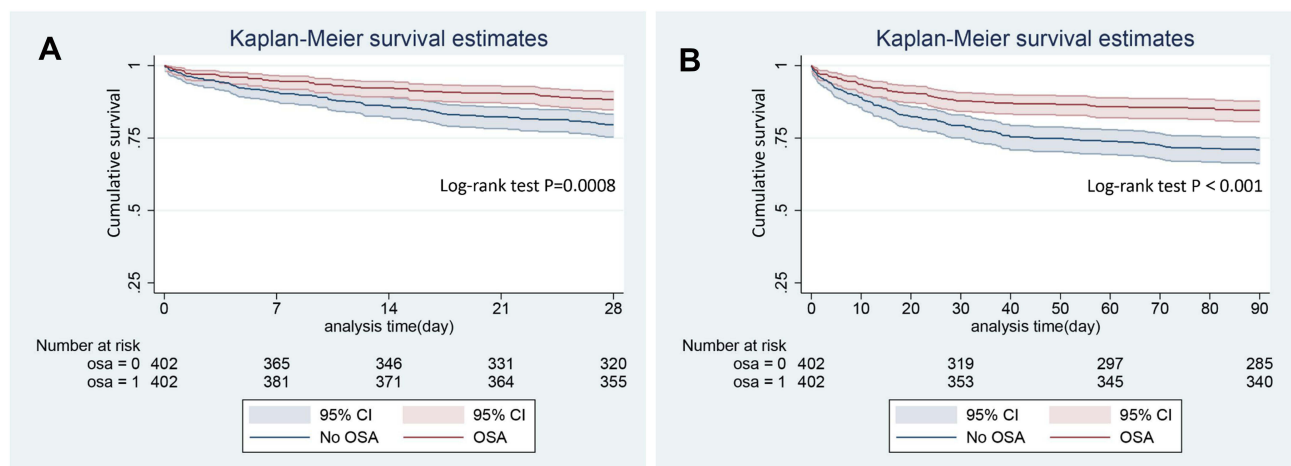 A
Kaplan-Meier survival estimates
Cumulative survival
1
.75
.5
.25
Log-rank test P=0.0008
0 7 14 21 28
analysis time(day)
Number at risk
osa = 0 402 365 346 331 320
osa = 1 402 381 371 364 355
95% CI 95% CI
No OSA OSA
B
Kaplan-Meier survival estimates
Cumulative survival
1
.75
.5
.25
Log-rank test P < 0.001
0 10 20 30 40 50 60 70 80 90
analysis time(day)
Number at risk
osa = 0 402 319 297 285
osa = 1 402 353 345 340
95% CI 95% CI
No OSA OSA